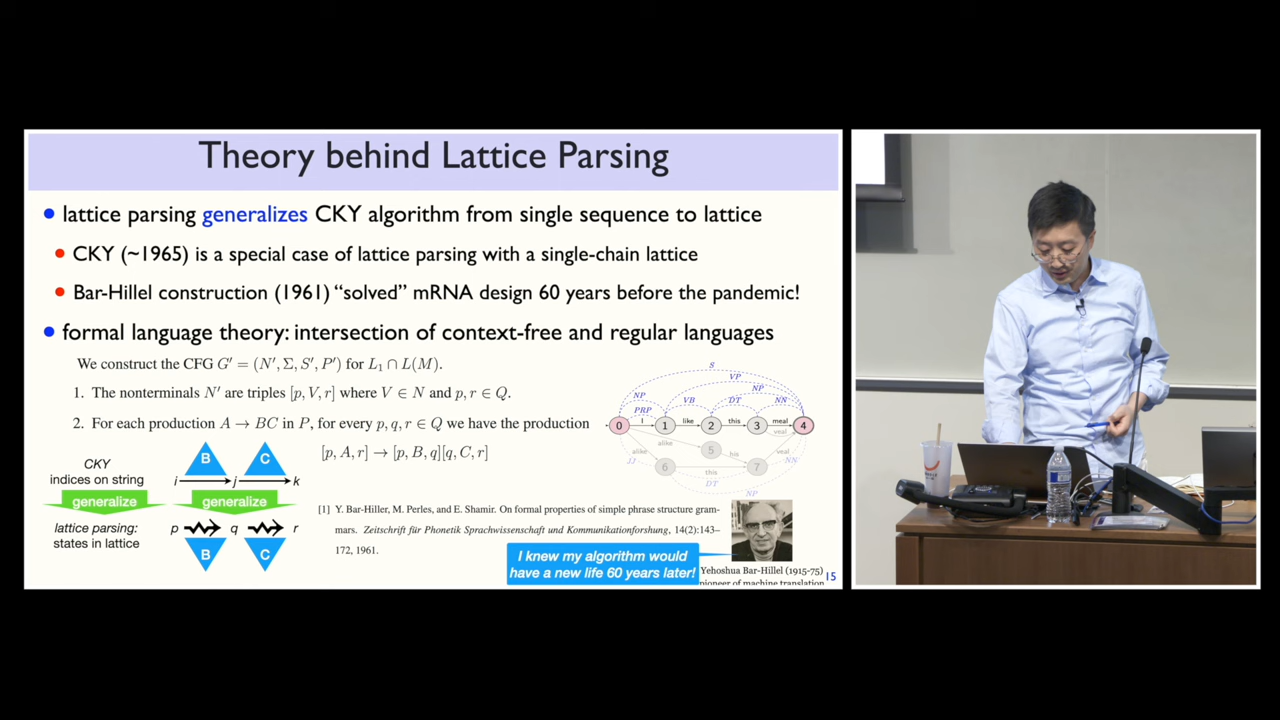 Theory behind Lattice Parsing
• lattice parsing generalizes CKY algorithm from single sequence to lattice
• CKY (~1965) is a special case of lattice parsing with a single-chain lattice
• Bar-Hillel construction (1961) “solved” mRNA design 60 years before the pandemic!
• formal language theory: intersection of context-free and regular languages
We construct the CFG G′ = (N′, Σ, S′, P′) for L₁ ∩ L(M).
1. The nonterminals N′ are triples [p, V, r] where V ∈ N and p, r ∈ Q.
2. For each production A → BC in P, for every p, q, r ∈ Q we have the production
[p, A, r] → [p, B, q][q, C, r]
CKY
indices on string
generalize
lattice parsing:
states in lattice
B C
i j k
generalize
p q r
B C
S
VP
NP
NP VB DT NN
PRP
I like this meal
0 1 2 3 4
veal
alike
alike 5 his veal
JJ 6 this 7 NN
DT
NP
[1] Y. Bar-Hiller, M. Perles, and E. Shamir. On formal properties of simple phrase structure gram-
mars. Zeitschrift für Phonetik Sprachwissenschaft und Kommunikationforshung, 14(2):143–
172, 1961.
I knew my algorithm would
have a new life 60 years later!
Yehoshua Bar-Hillel (1915-75)
pioneer of machine translation
15